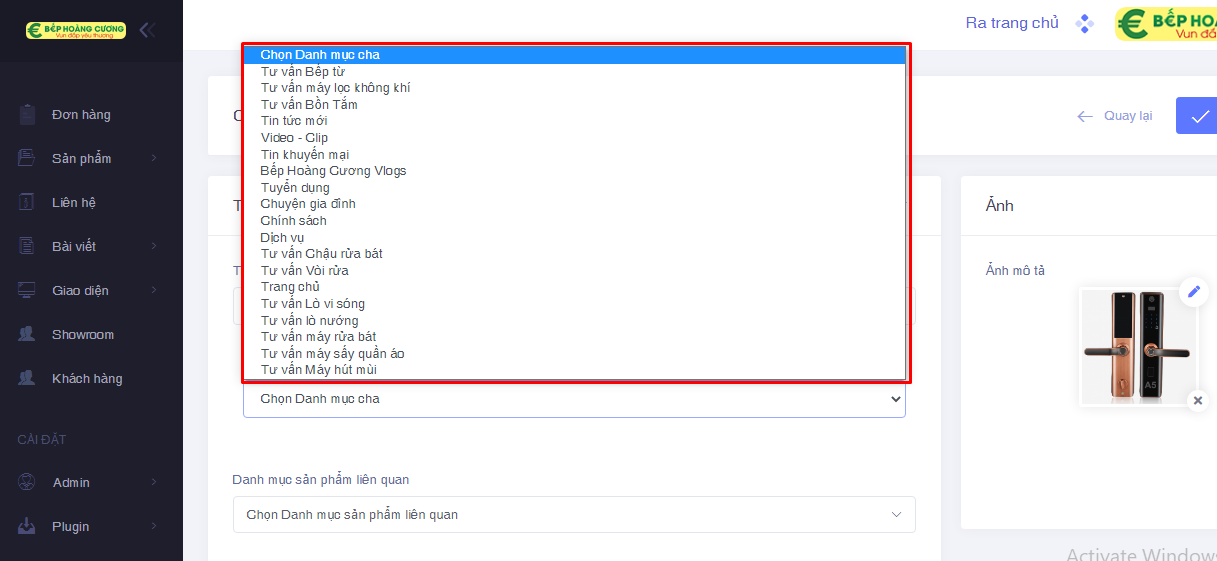 BẾP HOÀNG CƯƠNG
Vun đắp yêu thương
Ra trang chủ
BẾP HO
Vun đắ
Đơn hàng
Sản phẩm
Liên hệ
Bài viết
Giao diện
Showroom
Khách hàng
CÀI ĐẶT
Admin
Plugin
Chọn Danh mục cha
Tư vấn Bếp từ
Tư vấn máy lọc không khí
Tư vấn Bồn Tắm
Tin tức mới
Video - Clip
Tin khuyến mại
Bếp Hoàng Cương Vlogs
Tuyển dụng
Chuyện gia đình
Chính sách
Dịch vụ
Tư vấn Chậu rửa bát
Tư vấn Vòi rửa
Trang chủ
Tư vấn Lò vi sóng
Tư vấn lò nướng
Tư vấn máy rửa bát
Tư vấn máy sấy quần áo
Tư vấn Máy hút mùi
Chọn Danh mục cha
Danh mục sản phẩm liên quan
Chọn Danh mục sản phẩm liên quan
Quay lại
Ảnh
Ảnh mô tả
A5
Activate Windows